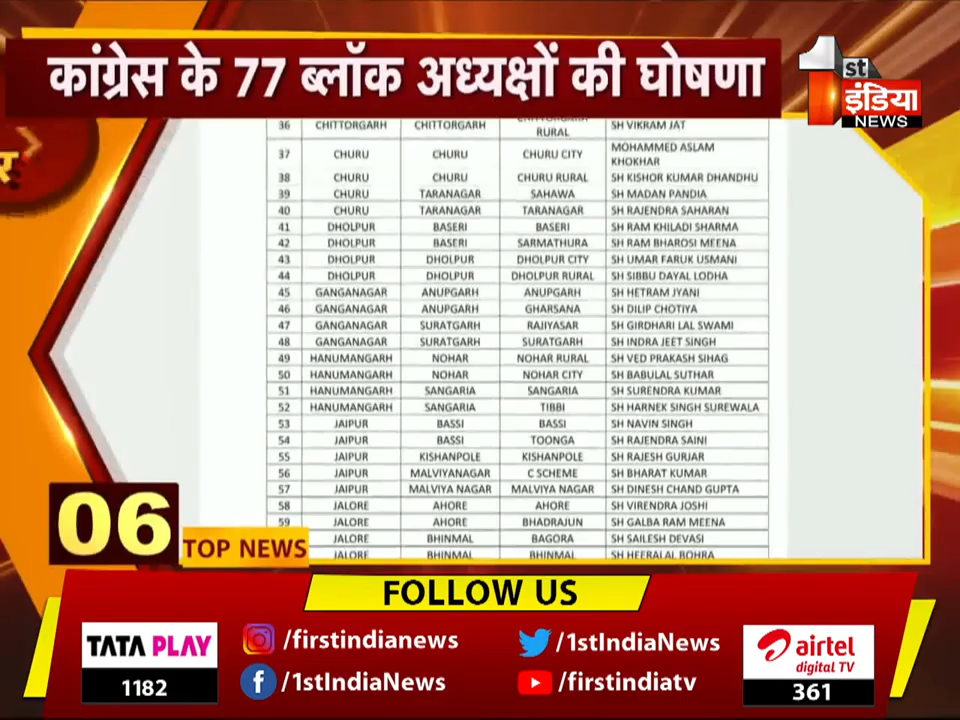 कांग्रेस के 77 ब्लॉक अध्यक्षों की घोषणा
1st
इंडिया
NEWS
र
36 CHITTORGARH CHITTORGARH RURAL SH VIKRAM JAT
37 CHURU CHURU CHURU CITY MOHAMMED ASLAM KHOKHAR
38 CHURU CHURU CHURU RURAL SH KISHOR KUMAR DHANDHU
39 CHURU TARANAGAR SAHAWA SH MADAN PANDIA
40 CHURU TARANAGAR TARANAGAR SH RAJENDRA SAHARAN
41 DHOLPUR BASERI BASERI SH RAM KHILADI SHARMA
42 DHOLPUR BASERI SARMATHURA SH RAM BHAROSI MEENA
43 DHOLPUR DHOLPUR DHOLPUR CITY SH UMAR FARUK USMANI
44 DHOLPUR DHOLPUR DHOLPUR RURAL SH SIBBU DAYAL LODHA
45 GANGANAGAR ANUPGARH ANUPGARH SH HETRAM JYANI
46 GANGANAGAR ANUPGARH GHARSANA SH DILIP CHOTIYA
47 GANGANAGAR SURATGARH RAJIYASAR SH GIRDHARI LAL SWAMI
48 GANGANAGAR SURATGARH SURATGARH SH INDRA JEET SINGH
49 HANUMANGARH NOHAR NOHAR RURAL SH VED PRAKASH SIHAG
50 HANUMANGARH NOHAR NOHAR CITY SH BABULAL SUTHAR
51 HANUMANGARH SANGARIA SANGARIA SH SURENDRA KUMAR
52 HANUMANGARH SANGARIA TIBBI SH HARNEK SINGH SUREWALA
53 JAIPUR BASSI BASSI SH NAVIN SINGH
54 JAIPUR BASSI TOONGA SH RAJENDRA SAINI
55 JAIPUR KISHANPOLE KISHANPOLE SH RAJESH GURJAR
56 JAIPUR MALVIYANAGAR C SCHEME SH BHARAT KUMAR
57 JAIPUR MALVIYA NAGAR MALVIYA NAGAR SH DINESH CHAND GUPTA
58 JALORE AHORE AHORE SH VIRENDRA JOSHI
59 JALORE AHORE BHADRAJUN SH GALBA RAM MEENA
JALORE BHINMAL BAGORA SH SAILESH DEVASI
JALORE BHINMAL BHINMAL SH HEERALAL BOHRA
06
TOP NEWS
FOLLOW US
TATA PLAY
1182
/firstindianews
/1stIndiaNews
/1stIndiaNews
/firstindiatv
airtel
digital TV
361